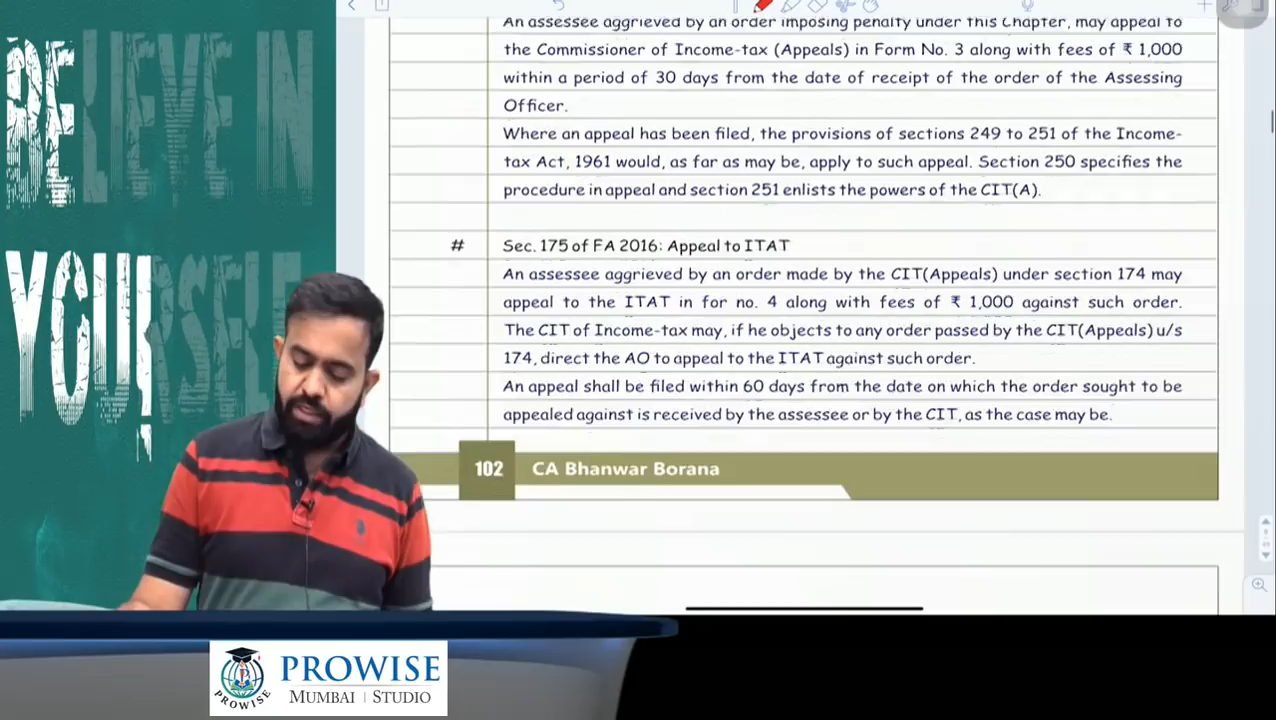 BELIEVE IN
YOURSELF
An assessee aggrieved by an order imposing penalty under this Chapter, may appeal to
the Commissioner of Income-tax (Appeals) in Form No. 3 along with fees of ₹ 1,000
within a period of 30 days from the date of receipt of the order of the Assessing
Officer.
Where an appeal has been filed, the provisions of sections 249 to 251 of the Income-
tax Act, 1961 would, as far as may be, apply to such appeal. Section 250 specifies the
procedure in appeal and section 251 enlists the powers of the CIT(A).
# Sec. 175 of FA 2016: Appeal to ITAT
An assessee aggrieved by an order made by the CIT(Appeals) under section 174 may
appeal to the ITAT in for no. 4 along with fees of ₹ 1,000 against such order.
The CIT of Income-tax may, if he objects to any order passed by the CIT(Appeals) u/s
174, direct the AO to appeal to the ITAT against such order.
An appeal shall be filed within 60 days from the date on which the order sought to be
appealed against is received by the assessee or by the CIT, as the case may be.
102 CA Bhanwar Borana
PROWISE
PROWISE
MUMBAI | STUDIO